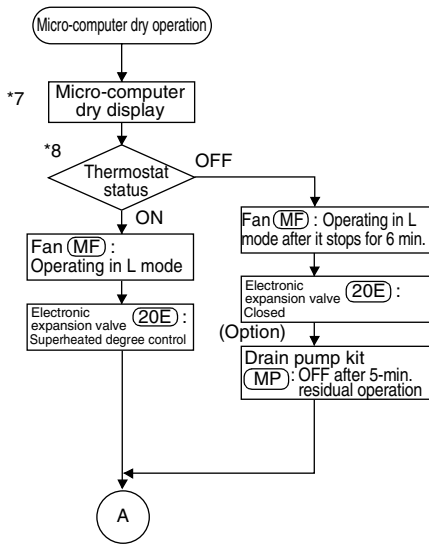 Micro-computer dry operation
*7
Micro-computer
dry display
*8
Thermostat
status
OFF
ON
Fan MF :
Operating in L mode
Electronic
expansion valve 20E :
Superheated degree control
Fan MF : Operating in L
mode after it stops for 6 min.
Electronic
expansion valve 20E :
Closed
(Option)
Drain pump kit
MP : OFF after 5-min.
residual operation
A